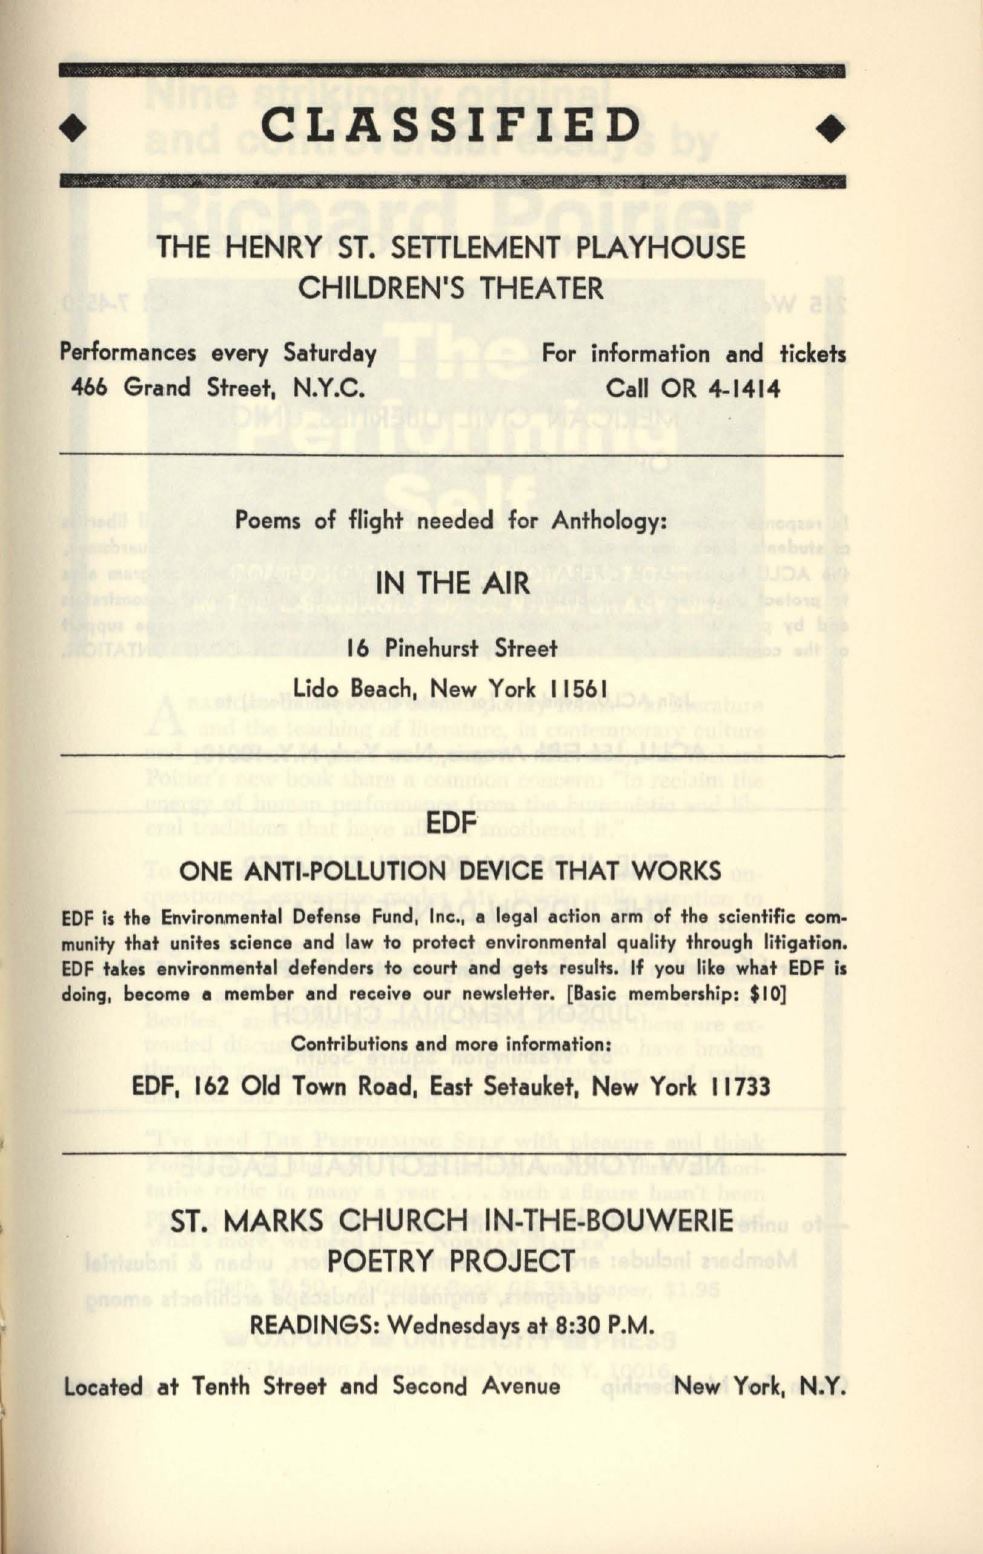 CLASSIFIED
THE HENRY ST. SETTLEMENT PLAYHOUSE
CHILDREN'S THEATER
Performances every Saturday
466 Grand Street, N.Y.C.
For information and tickets
Call OR 4-1414
Poems of flight needed for Anthology:
IN THE AIR
16 Pinehurst Street
Lido Beach, New York 11561
EDF
ONE ANTI-POLLUTION DEVICE THAT WORKS
EDF is the Environmental Defense Fund, Inc., a legal action arm of the scientific com-
munity that unites science and law to protect environmental quality through litigation.
EDF takes environmental defenders to court and gets results. If you like what EDF is
doing, become a member and receive our newsletter. [Basic membership: $10]
Contributions and more information:
EDF, 162 Old Town Road, East Setauket, New York 11733
ST. MARKS CHURCH IN-THE-BOUWERIE
POETRY PROJECT
READINGS: Wednesdays at 8:30 P.M.
Located at Tenth Street and Second Avenue New York, N.Y.